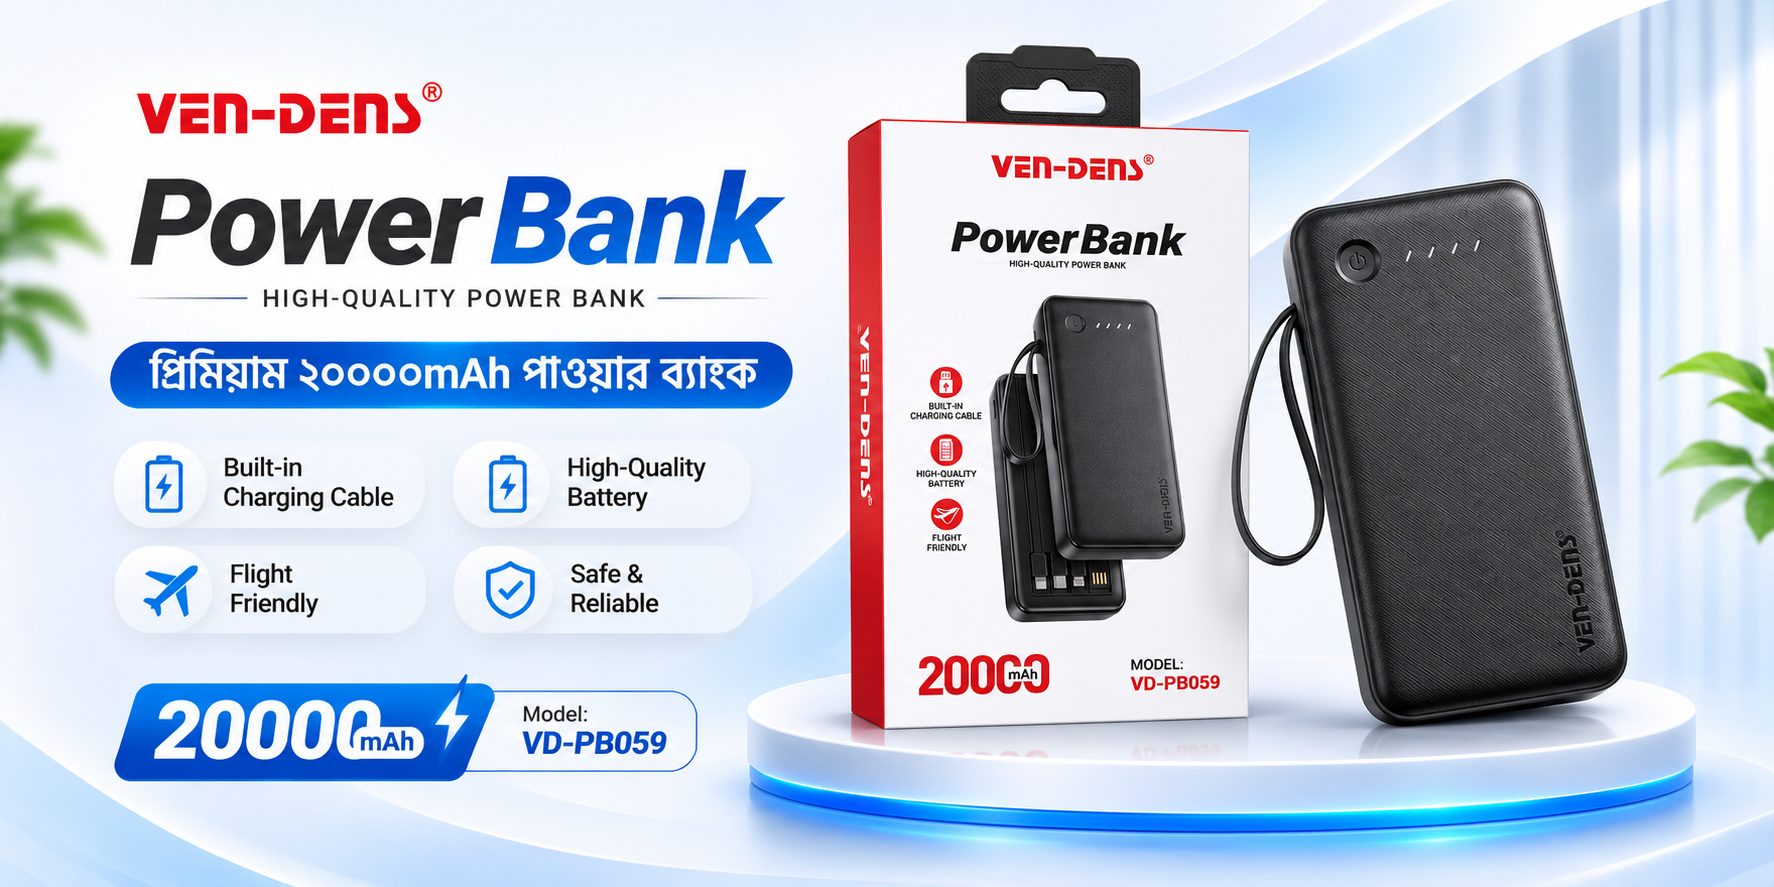 VEN-DENS®
Power Bank
HIGH-QUALITY POWER BANK
প্রিমিয়াম ২০০০০mAh পাওয়ার ব্যাংক
Built-in
Charging Cable
High-Quality
Battery
Flight
Friendly
Safe &
Reliable
20000mAh
Model:
VD-PB059
VEN-DENS®
Power Bank
HIGH-QUALITY POWER BANK
BUILT-IN
CHARGING CABLE
HIGH-QUALITY
BATTERY
FLIGHT
FRIENDLY
20000mAh
MODEL:
VD-PB059
VEN-DENS®
VEN-DENS
VEN-DENS®